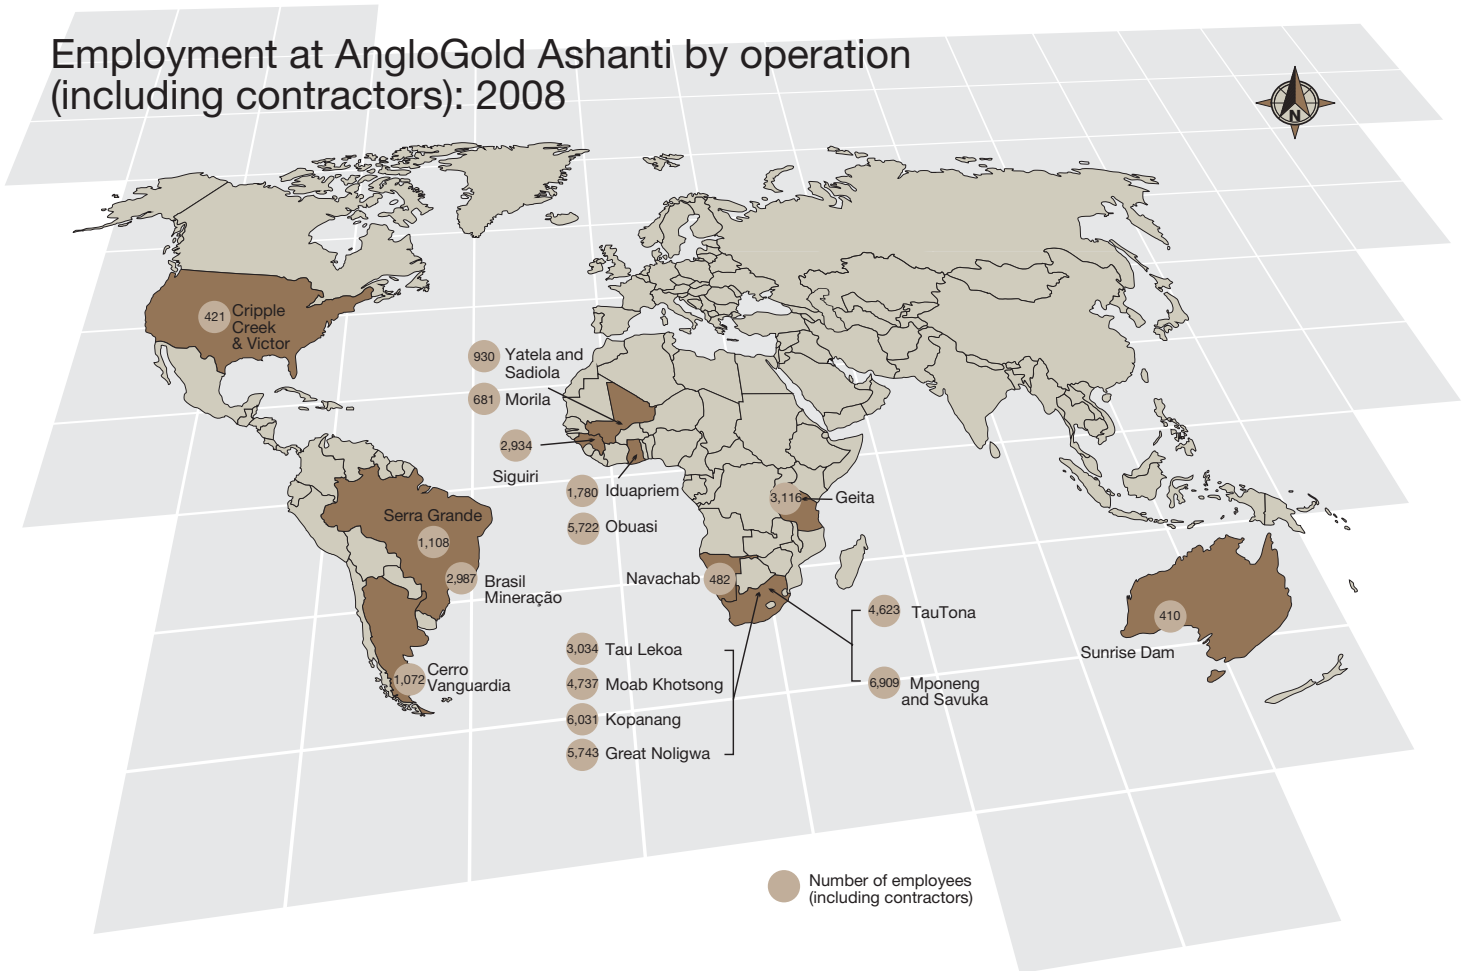 Employment at AngloGold Ashanti by operation
(including contractors): 2008
N
421
Cripple
Creek
& Victor
930
Yatela and
Sadiola
681
Morila
2,934
Siguiri
1,780
Iduapriem
5,722
Obuasi
3,116
Geita
Serra Grande
1,108
2,987
Brasil
Mineração
Navachab
482
4,623
TauTona
410
Sunrise Dam
3,034
Tau Lekoa
Cerro
Vanguardia
1,072
4,737
Moab Khotsong
6,909
Mponeng
and Savuka
6,031
Kopanang
5,743
Great Noligwa
Number of employees
(including contractors)